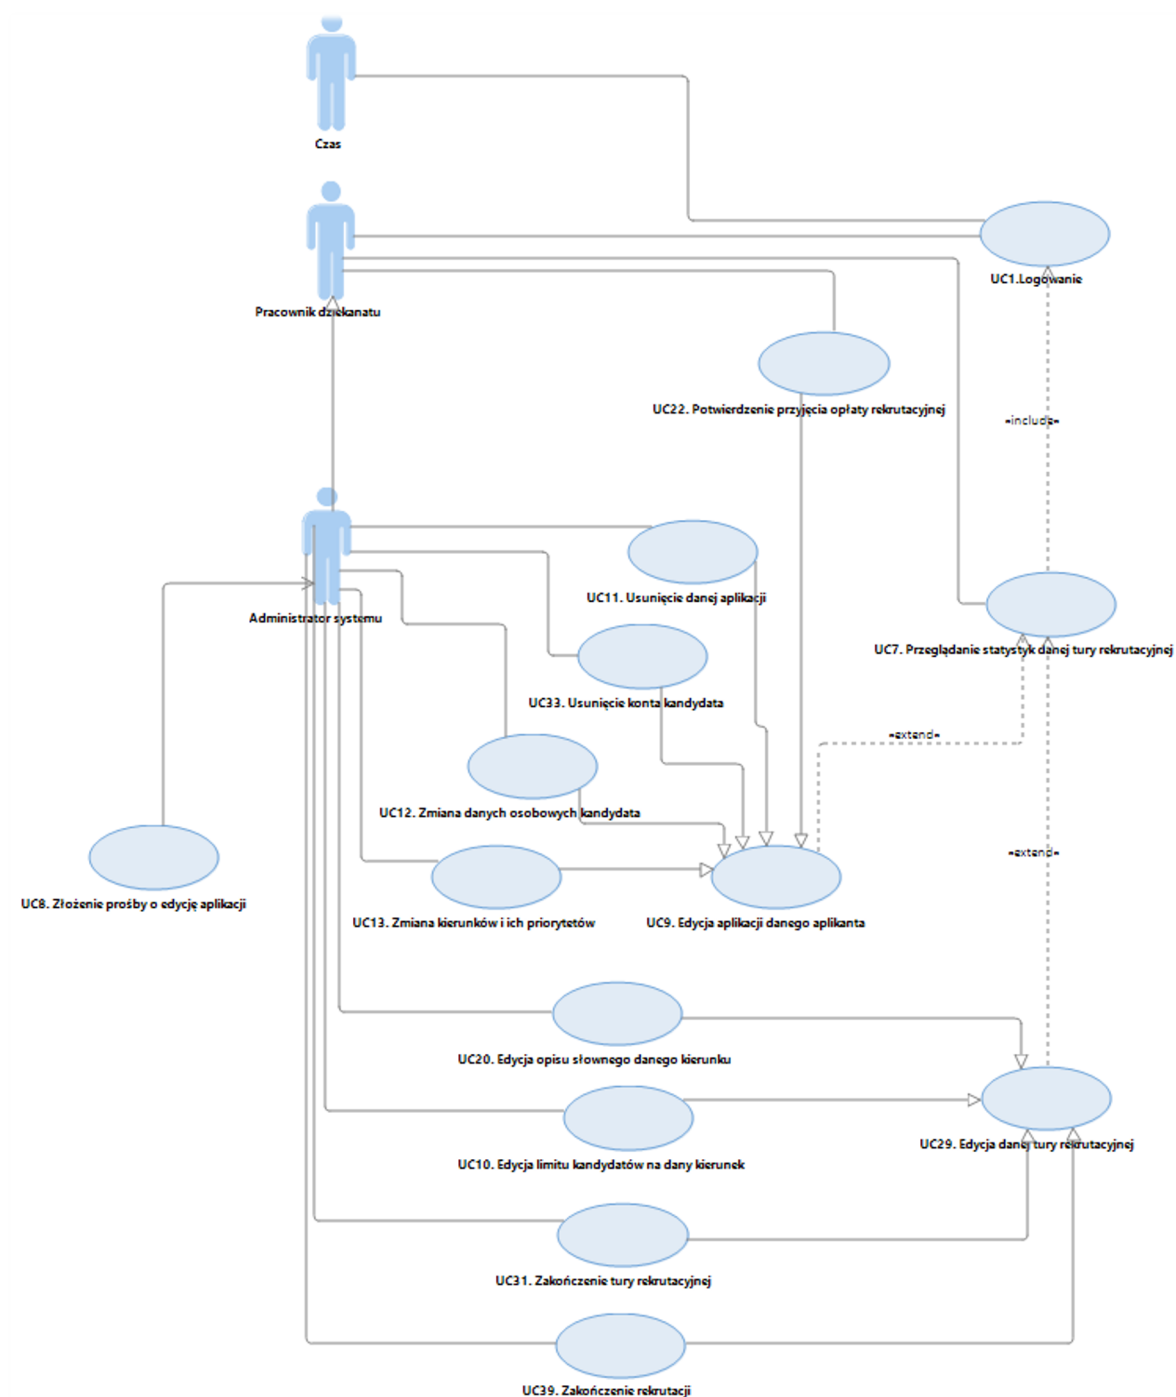 Czas
Pracownik dziekanatu
UC1.Logowanie
UC22. Potwierdzenie przyjęcia opłaty rekrutacyjnej
«include»
UC11. Usunięcie danej aplikacji
Administrator systemu
UC7. Przeglądanie statystyk danej tury rekrutacyjnej
UC33. Usunięcie konta kandydata
«extend»
UC12. Zmiana danych osobowych kandydata
«extend»
UC8. Złożenie prośby o edycję aplikacji
UC13. Zmiana kierunków i ich priorytetów
UC9. Edycja aplikacji danego aplikanta
UC20. Edycja opisu słownego danego kierunku
UC29. Edycja danej tury rekrutacyjnej
UC10. Edycja limitu kandydatów na dany kierunek
UC31. Zakończenie tury rekrutacyjnej
UC39. Zakończenie rekrutacji